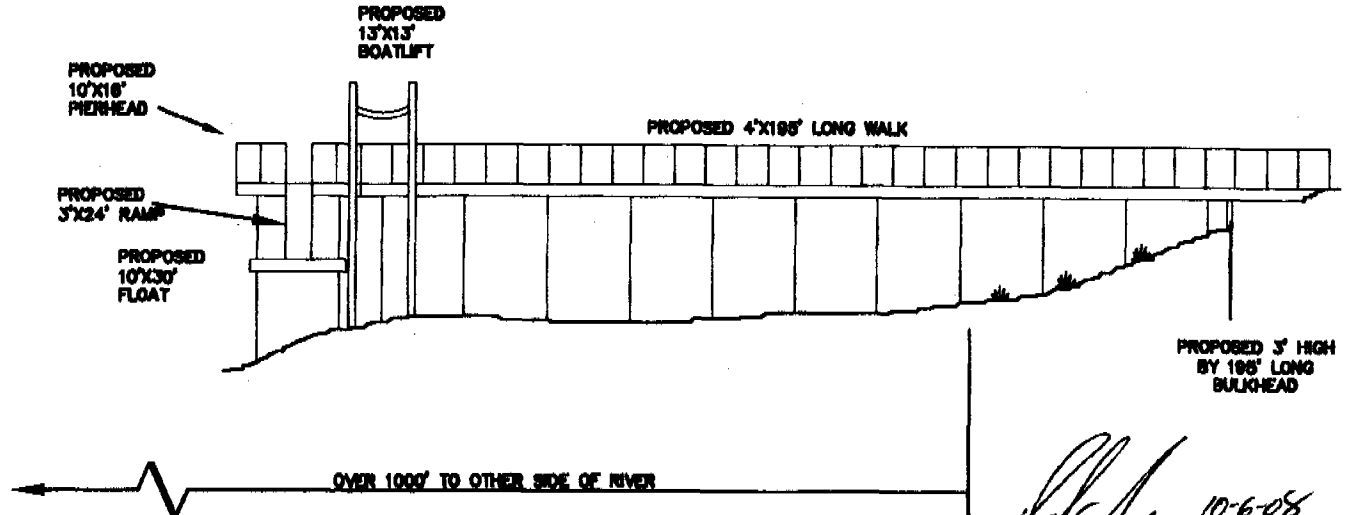 PROPOSED
13'X13'
BOATLIFT
PROPOSED
10'X16'
PIERHEAD
PROPOSED 4'X195' LONG WALK
PROPOSED
3'X24' RAMP
PROPOSED
10'X30'
FLOAT
PROPOSED 3' HIGH
BY 195' LONG
BULKHEAD
OVER 1000' TO OTHER SIDE OF RIVER
10-6-08